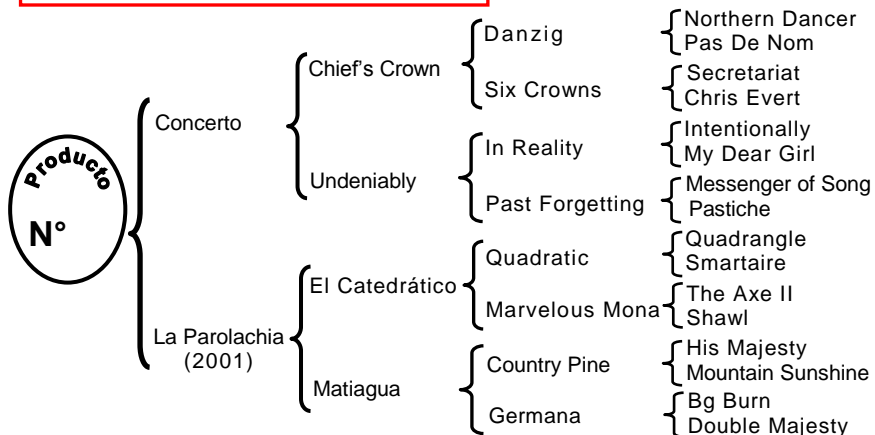 Producto
N°
Concerto
La Parolachia
(2001)
Chief's Crown
Undeniably
El Catedrático
Matiagua
Danzig
Six Crowns
In Reality
Past Forgetting
Quadratic
Marvelous Mona
Country Pine
Germana
Northern Dancer
Pas De Nom
Secretariat
Chris Evert
Intentionally
My Dear Girl
Messenger of Song
Pastiche
Quadrangle
Smartaire
The Axe II
Shawl
His Majesty
Mountain Sunshine
Bg Burn
Double Majesty